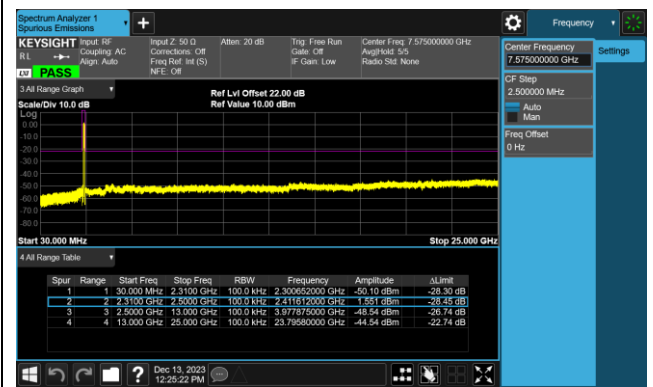 Spectrum Analyzer 1
Spurious Emissions
Frequency
KEYSIGHT Input: RF Input Z: 50 Ω Atten: 20 dB Trig: Free Run Center Freq: 7.575000000 GHz
RL Coupling: AC Corrections: Off Gate: Off Avg|Hold: 5/5
Align: Auto Freq Ref: Int (S) IF Gain: Low Radio Std: None
LXI PASS NFE: Off
Center Frequency
7.575000000 GHz
Settings
CF Step
2.500000 MHz
Auto
Man
Freq Offset
0 Hz
3 All Range Graph
Ref Lvl Offset 22.00 dB
Scale/Div 10.0 dB Ref Value 10.00 dBm
Log
0.00
-10.0
-20.0
-30.0
-40.0
-50.0
-60.0
-70.0
-80.0
Start 30.000 MHz Stop 25.000 GHz
4 All Range Table
Spur Range Start Freq Stop Freq RBW Frequency Amplitude ΔLimit
1 1 30.000 MHz 2.3100 GHz 100.0 kHz 2.300652000 GHz -50.10 dBm -28.30 dB
2 2 2.3100 GHz 2.5000 GHz 100.0 kHz 2.411612000 GHz 1.551 dBm -28.45 dB
3 3 2.5000 GHz 13.000 GHz 100.0 kHz 3.977875000 GHz -48.54 dBm -26.74 dB
4 4 13.000 GHz 25.000 GHz 100.0 kHz 23.79580000 GHz -44.54 dBm -22.74 dB
Dec 13, 2023
12:25:22 PM